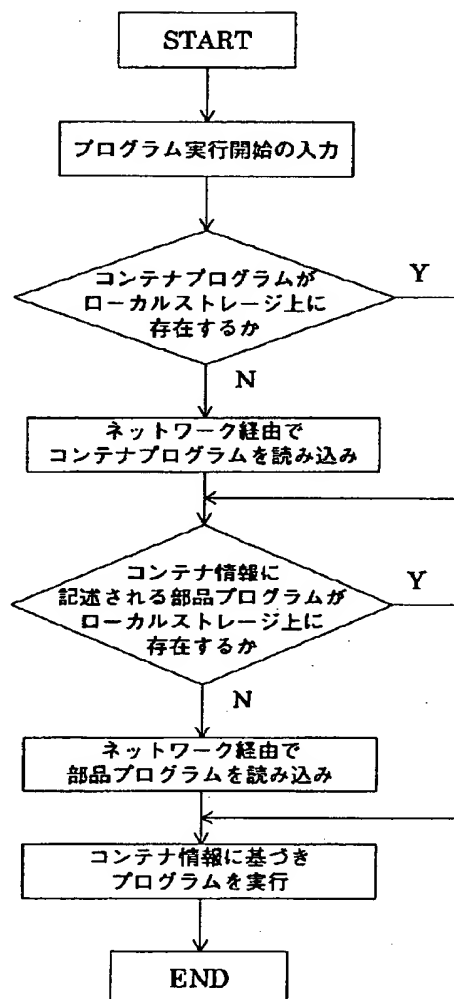 START
プログラム実行開始の入力
コンテナプログラムが
ローカルストレージ上に
存在するか
Y
N
ネットワーク経由で
コンテナプログラムを読み込み
コンテナ情報に
記述される部品プログラムが
ローカルストレージ上に
存在するか
Y
N
ネットワーク経由で
部品プログラムを読み込み
コンテナ情報に基づき
プログラムを実行
END